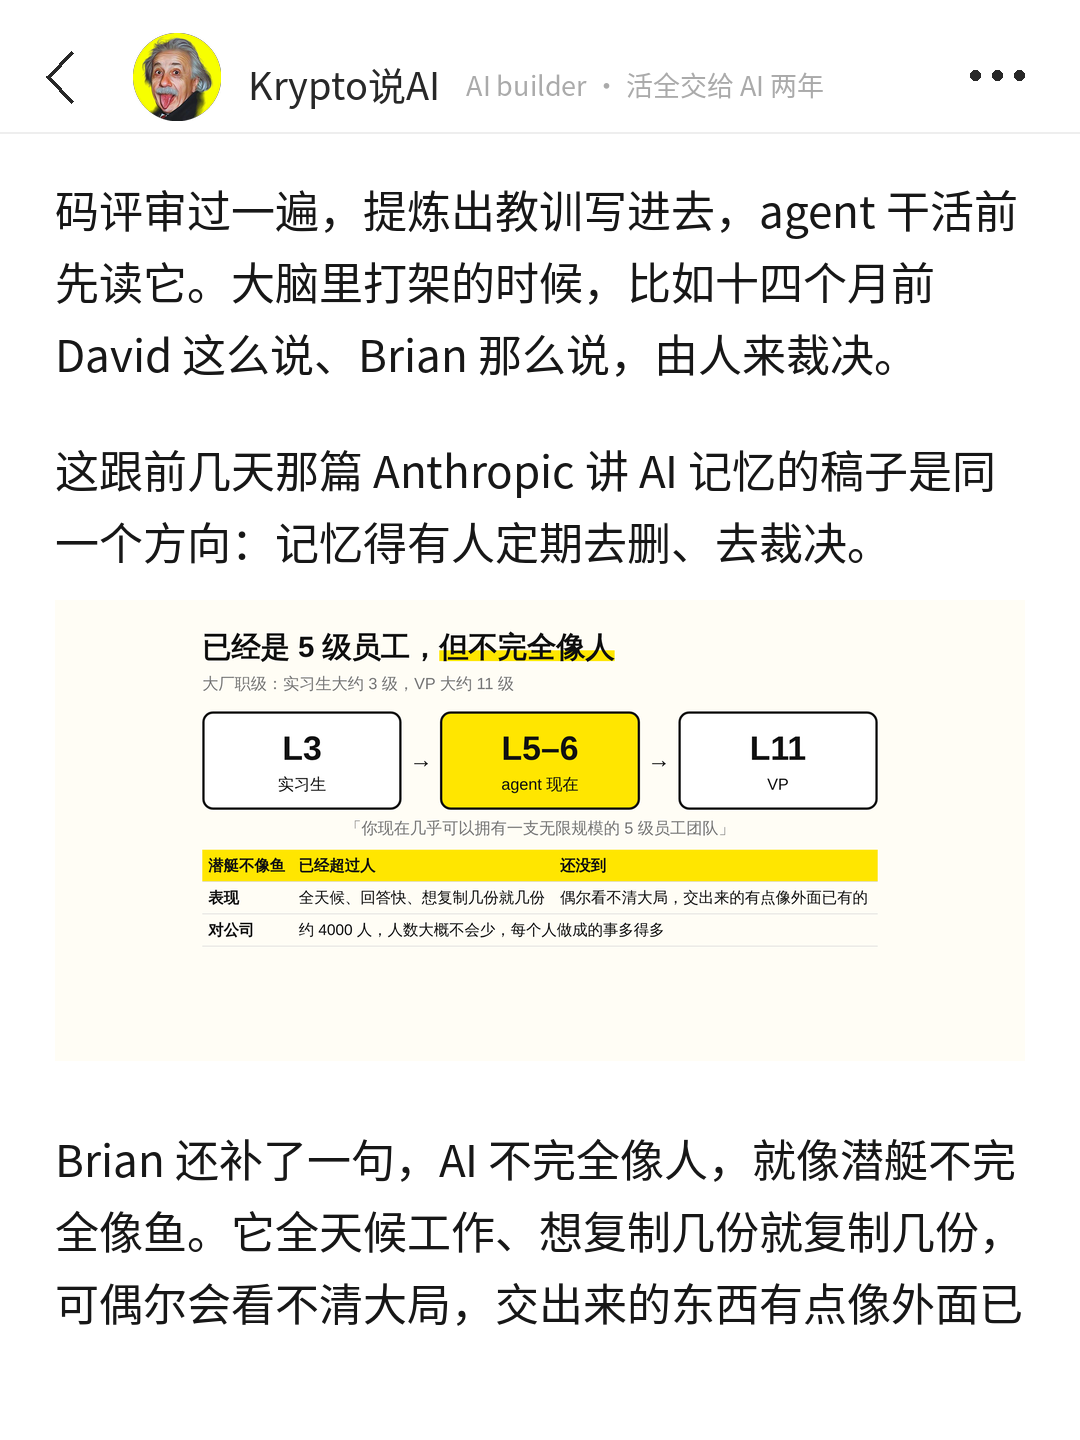 Krypto说AI AI builder · 活全交给 AI 两年
码评审过一遍，提炼出教训写进去，agent 干活前
先读它。大脑里打架的时候，比如十四个月前
David 这么说、Brian 那么说，由人来裁决。
这跟前几天那篇 Anthropic 讲 AI 记忆的稿子是同
一个方向：记忆得有人定期去删、去裁决。
已经是 5 级员工，但不完全像人
大厂职级：实习生大约 3 级，VP 大约 11 级
L3 → L5–6 → L11
实习生 agent 现在 VP
「你现在几乎可以拥有一支无限规模的 5 级员工团队」
潜艇不像鱼 已经超过人 还没到
表现 全天候、回答快、想复制几份就几份 偶尔看不清大局，交出来的有点像外面已有的
对公司 约 4000 人，人数大概不会少，每个人做成的事多得多
Brian 还补了一句，AI 不完全像人，就像潜艇不完
全像鱼。它全天候工作、想复制几份就复制几份，
可偶尔会看不清大局，交出来的东西有点像外面已